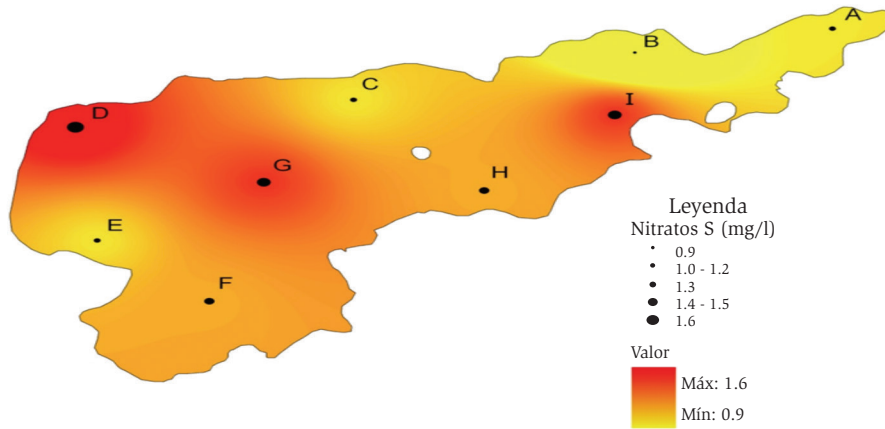 A
B
C
D
I
G
H
E
F
Leyenda
Nitratos S (mg/l)
0.9
1.0 - 1.2
1.3
1.4 - 1.5
1.6
Valor
Máx: 1.6
Mín: 0.9